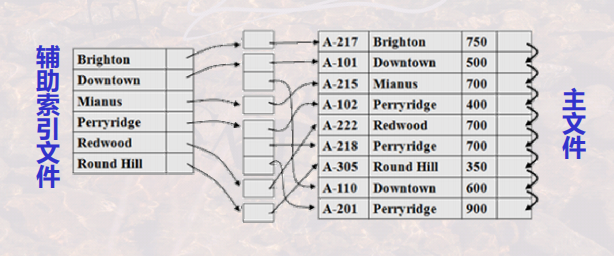 辅助索引文件
Brighton
Downtown
Mianus
Perryridge
Redwood
Round Hill
A-217 Brighton 750
A-101 Downtown 500
A-215 Mianus 700
A-102 Perryridge 400
A-222 Redwood 700
A-218 Perryridge 700
A-305 Round Hill 350
A-110 Downtown 600
A-201 Perryridge 900
主文件